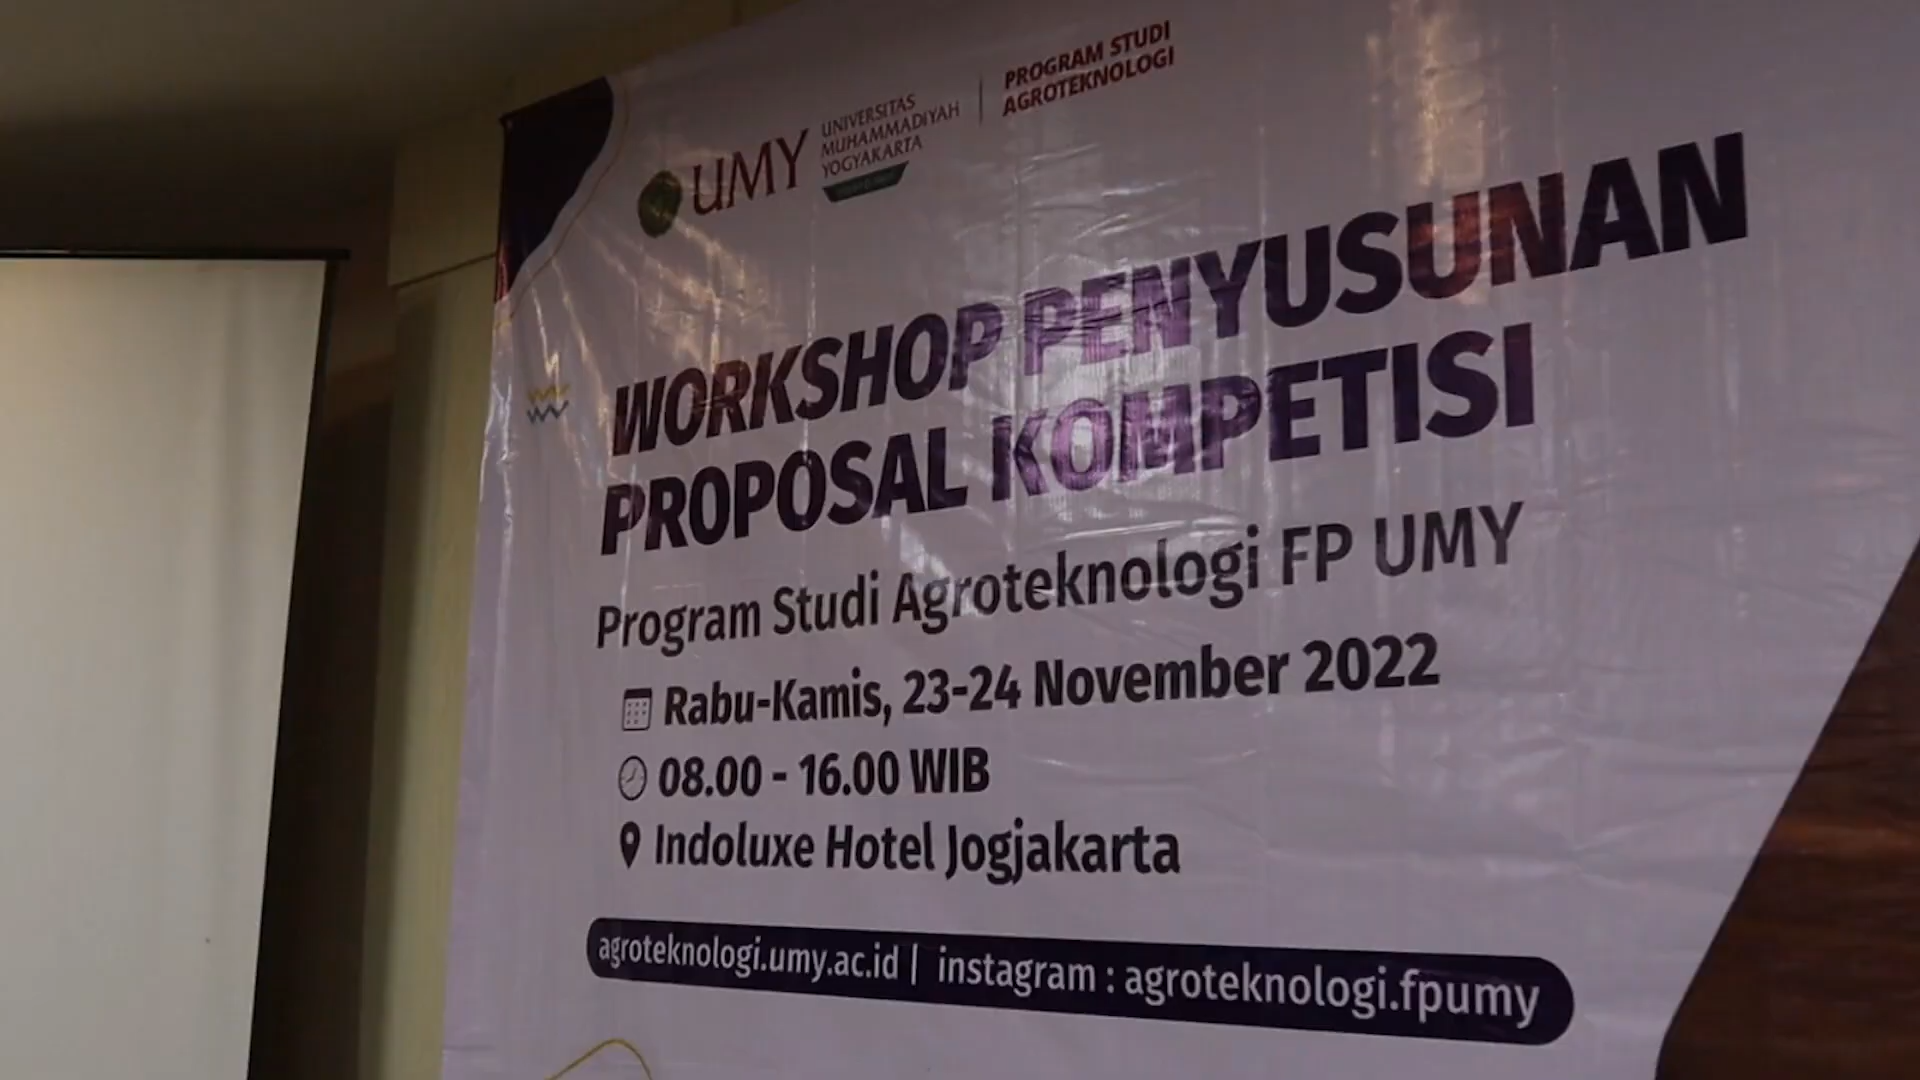 UMY
UNIVERSITAS
MUHAMMADIYAH
YOGYAKARTA
PROGRAM STUDI
AGROTEKNOLOGI
WORKSHOP PENYUSUNAN
PROPOSAL KOMPETISI
Program Studi Agroteknologi FP UMY
Rabu-Kamis, 23-24 November 2022
08.00 - 16.00 WIB
Indoluxe Hotel Jogjakarta
agroteknologi.umy.ac.id | instagram : agroteknologi.fpumy